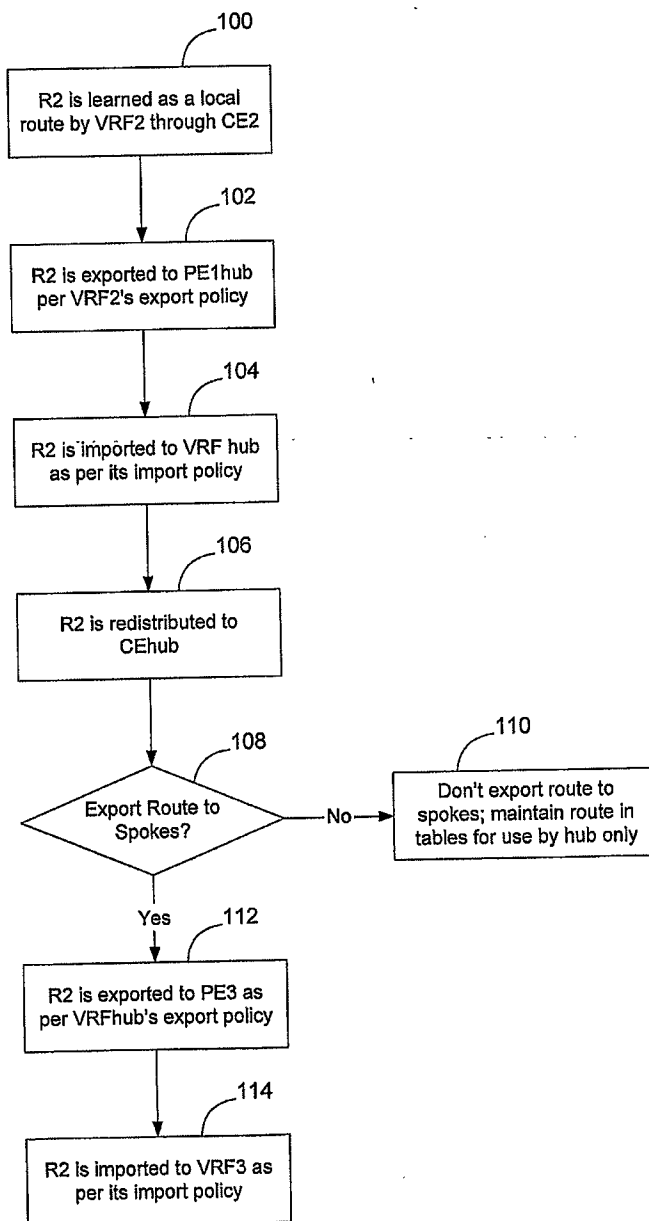 100
R2 is learned as a local
route by VRF2 through CE2
102
R2 is exported to PE1hub
per VRF2's export policy
104
R2 is imported to VRF hub
as per its import policy
106
R2 is redistributed to
CEhub
108
Export Route to
Spokes?
No
110
Don't export route to
spokes; maintain route in
tables for use by hub only
Yes
112
R2 is exported to PE3 as
per VRFhub's export policy
114
R2 is imported to VRF3 as
per its import policy